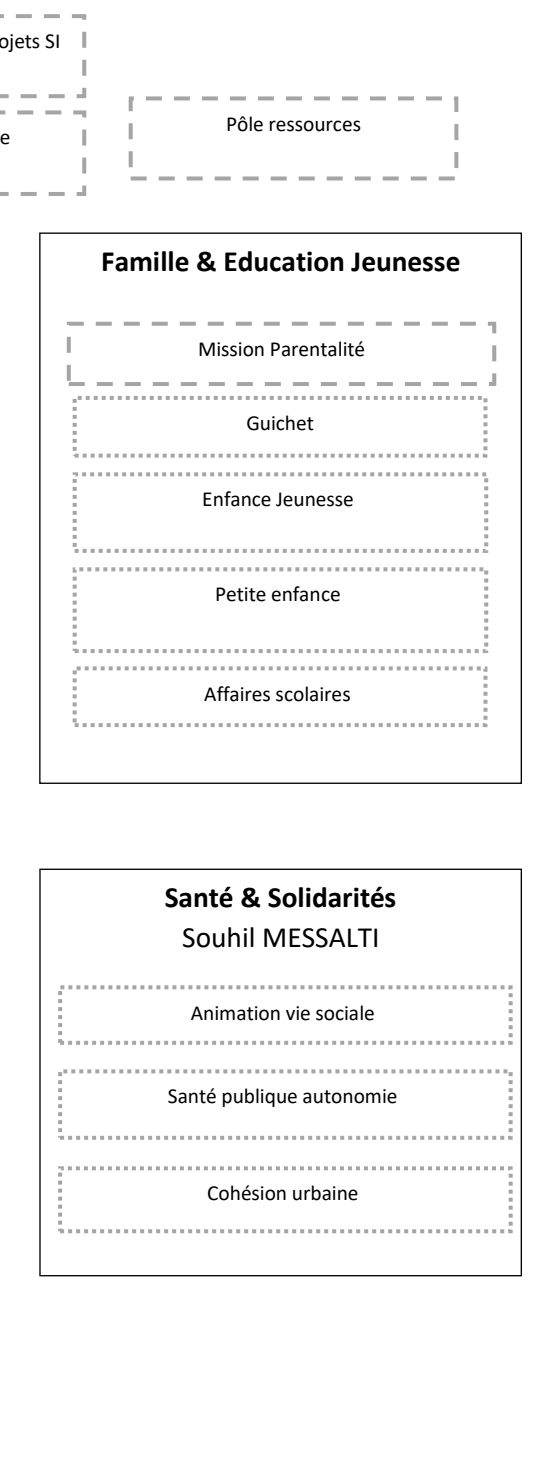 ojets SI
e
Pôle ressources
Famille & Education Jeunesse
Mission Parentalité
Guichet
Enfance Jeunesse
Petite enfance
Affaires scolaires
Santé & Solidarités
Souhil MESSALTI
Animation vie sociale
Santé publique autonomie
Cohésion urbaine